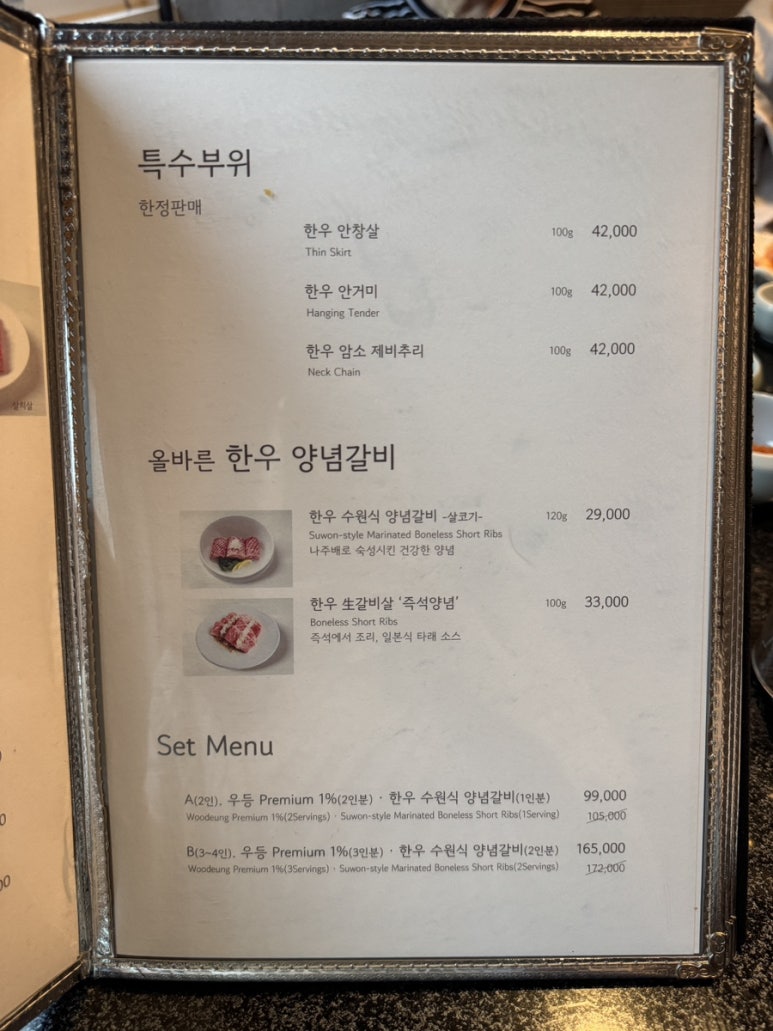 특수부위
한정판매
한우 안창살 100g 42,000
Thin Skirt
한우 안거미 100g 42,000
Hanging Tender
한우 암소 제비추리 100g 42,000
Neck Chain
올바른 한우 양념갈비
한우 수원식 양념갈비 -살코기- 120g 29,000
Suwon-style Marinated Boneless Short Ribs
나주배로 숙성시킨 건강한 양념
한우 生갈비살 '즉석양념' 100g 33,000
Boneless Short Ribs
즉석에서 조리, 일본식 타래 소스
Set Menu
A(2인). 우등 Premium 1%(2인분) · 한우 수원식 양념갈비(1인분) 99,000
Woodeung Premium 1%(2Servings) · Suwon-style Marinated Boneless Short Ribs(1Serving) 105,000
B(3~4인). 우등 Premium 1%(3인분) · 한우 수원식 양념갈비(2인분) 165,000
Woodeung Premium 1%(3Servings) · Suwon-style Marinated Boneless Short Ribs(2Servings) 172,000